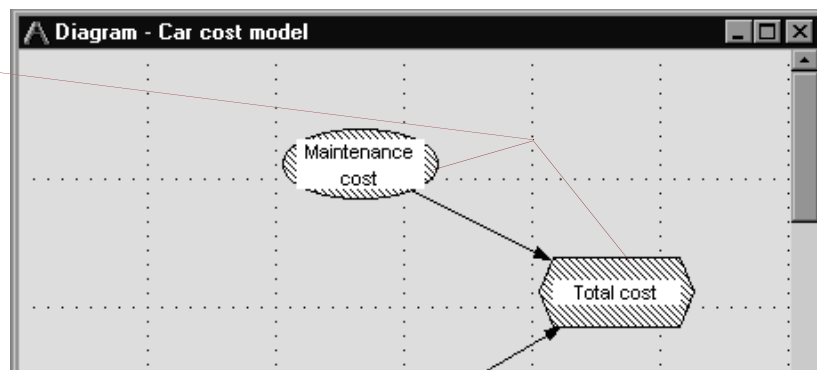 Diagram - Car cost model
Maintenance
cost
Total cost